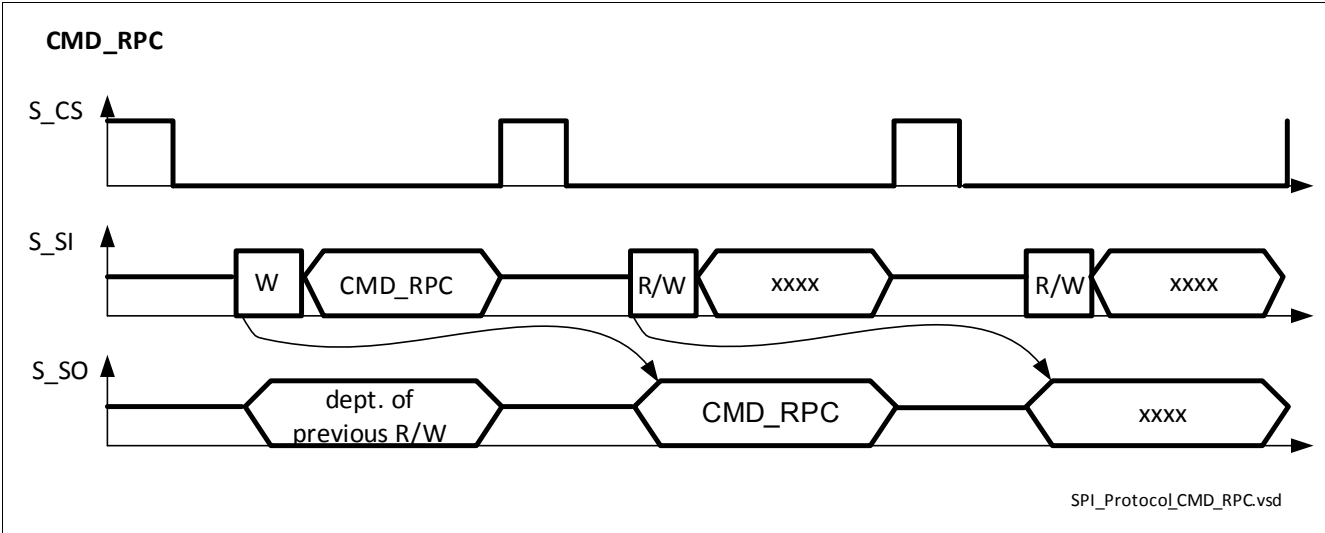 CMD_RPC
S_CS
S_SI
W
CMD_RPC
R/W
xxxx
R/W
xxxx
S_SO
dept. of
previous R/W
CMD_RPC
xxxx
SPI_Protocol_CMD_RPC.vsd